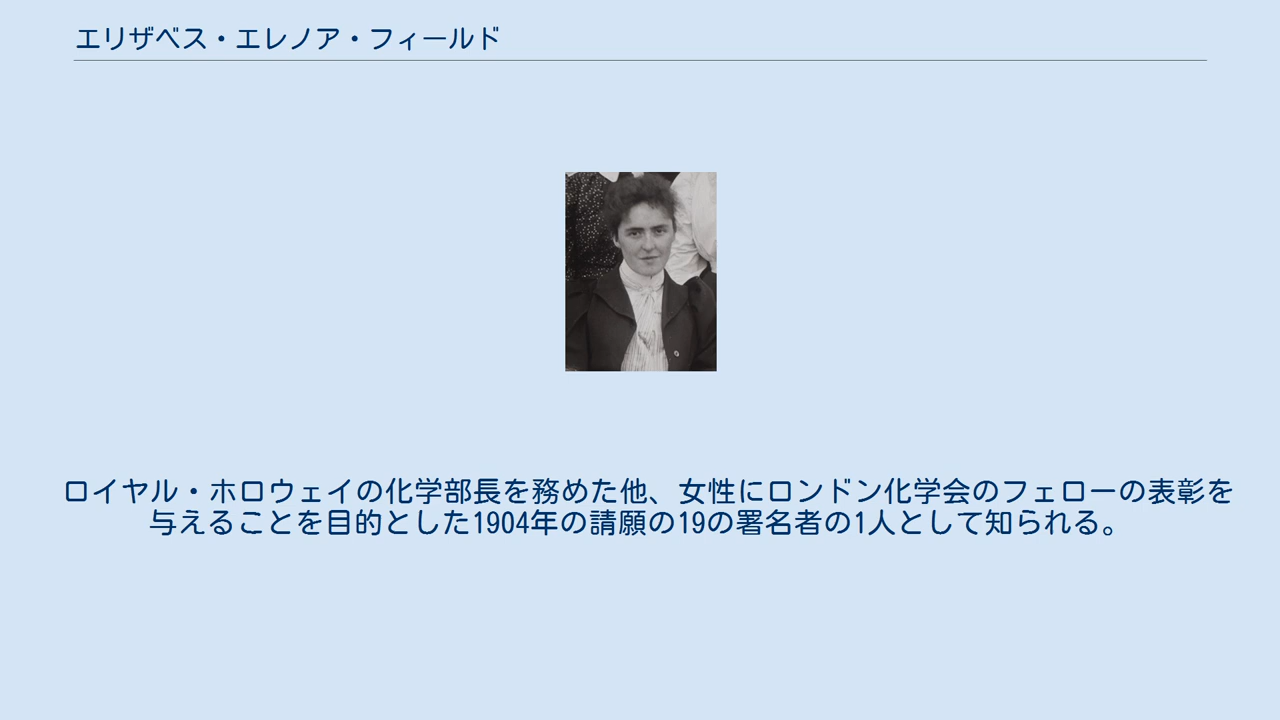 エリザベス・エレノア・フィールド
ロイヤル・ホロウェイの化学部長を務めた他、女性にロンドン化学会のフェローの表彰を
与えることを目的とした1904年の請願の19の署名者の1人として知られる。